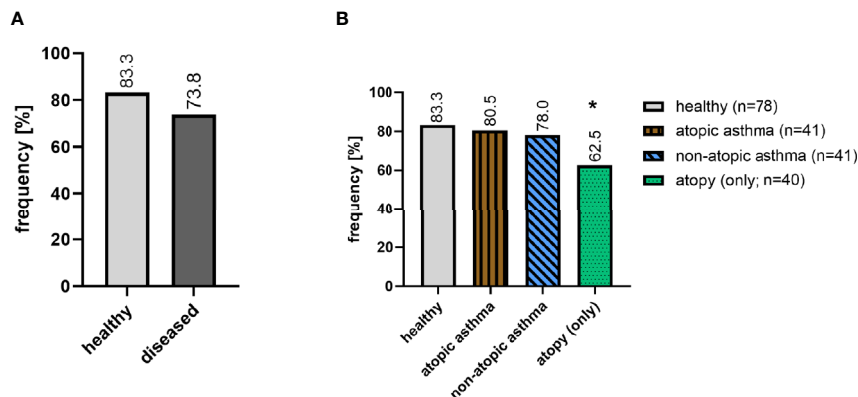 A
frequency [%]
100
80
60
40
20
0
83.3
73.8
healthy
diseased
B
frequency [%]
100
80
60
40
20
0
83.3
80.5
78.0
*
62.5
healthy
atopic asthma
non-atopic asthma
atopy (only)
healthy (n=78)
atopic asthma (n=41)
non-atopic asthma (n=41)
atopy (only; n=40)